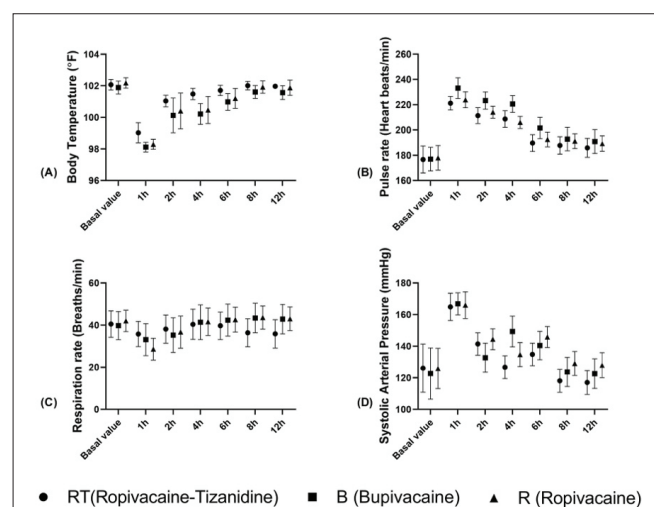 (A)
Body Temperature (°F)
104
102
100
98
96
Basal value
1h
2h
4h
6h
8h
12h
(B)
Pulse rate (Heart beats/min)
260
240
220
200
180
160
Basal value
1h
2h
4h
6h
8h
12h
(C)
Respiration rate (Breaths/min)
60
40
20
0
Basal value
1h
2h
4h
6h
8h
12h
(D)
Systolic Arterial Pressure (mmHg)
180
160
140
120
100
Basal value
1h
2h
4h
6h
8h
12h
RT(Ropivacaine-Tizanidine) B (Bupivacaine) R (Ropivacaine)